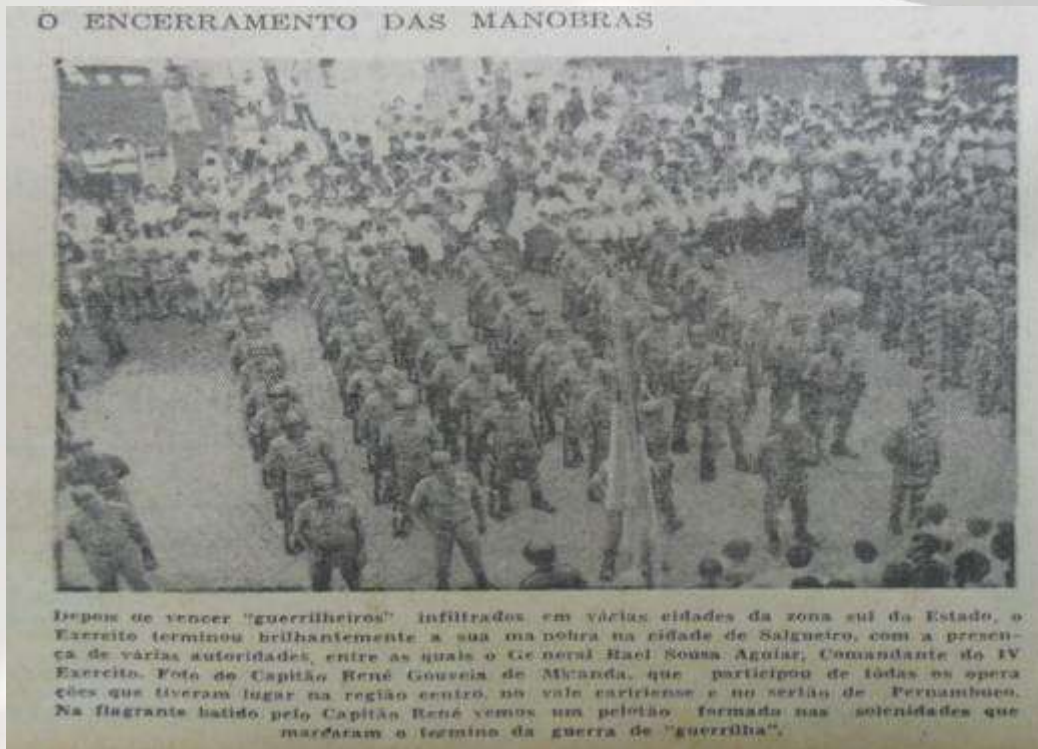 O ENCERRAMENTO DAS MANOBRAS
Depois de vencer "guerrilheiros" infiltrados em várias cidades da zona sul do Estado, o
Exercito terminou brilhantemente a sua manobra na cidade de Salgueiro, com a presen-
ça de várias autoridades, entre as quais o General Rael Sousa Aguiar, Comandante do IV
Exercito. Foto do Capitão René Gouveia de Miranda, que participou de tôdas os opera
ções que tiveram lugar na região centro, no vale caririense e no sertão de Pernambuco.
Na flagrante batido pelo Capitão René vemos um pelotão formado nas solenidades que
marcaram o termino da guerra de "guerrilha".